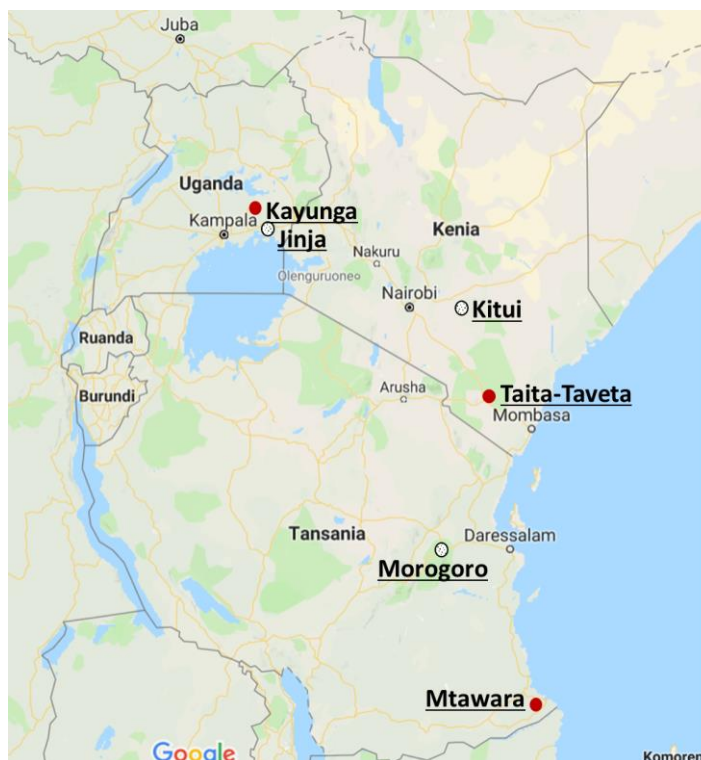 Juba
Uganda
Kayunga
Kampala
Jinja
Kenia
Nakuru
Olenguruone
Nairobi
Kitui
Ruanda
Burundi
Arusha
Taita-Taveta
Mombasa
Tansania
Daressalam
Morogoro
Mtawara
Google
Komoren